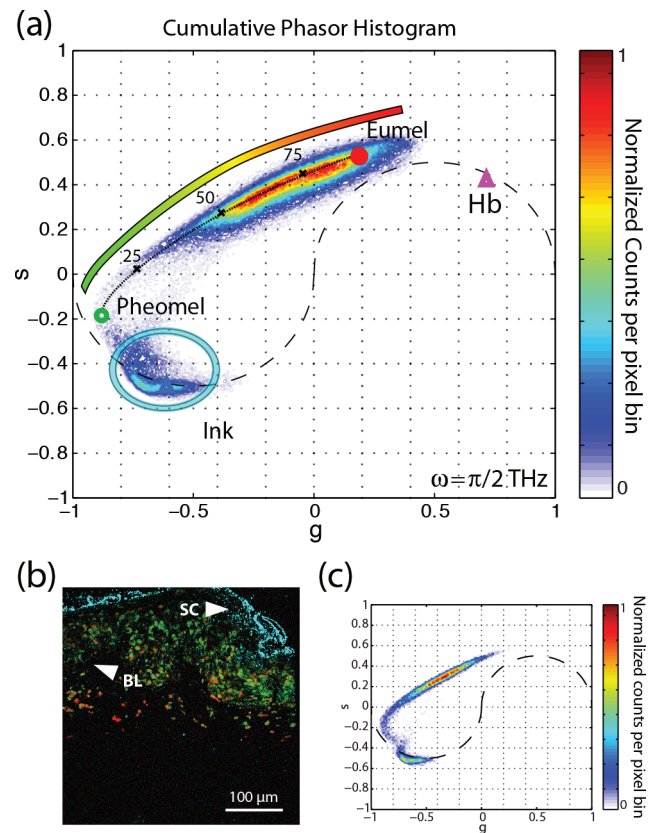 (a)
Cumulative Phasor Histogram
1
0.8
0.6
0.4
0.2
0
−0.2
−0.4
−0.6
−0.8
−1
s
−1
−0.5
0
0.5
1
g
Eumel
75
50
25
Hb
Pheomel
Ink
ω=π/2 THz
1
0
Normalized Counts per pixel bin
(b)
SC
BL
100 μm
(c)
1
0.8
0.6
0.4
0.2
0
−0.2
−0.4
−0.6
−0.8
−1
s
−1
−0.5
0
0.5
1
g
1
0
Normalized counts per pixel bin